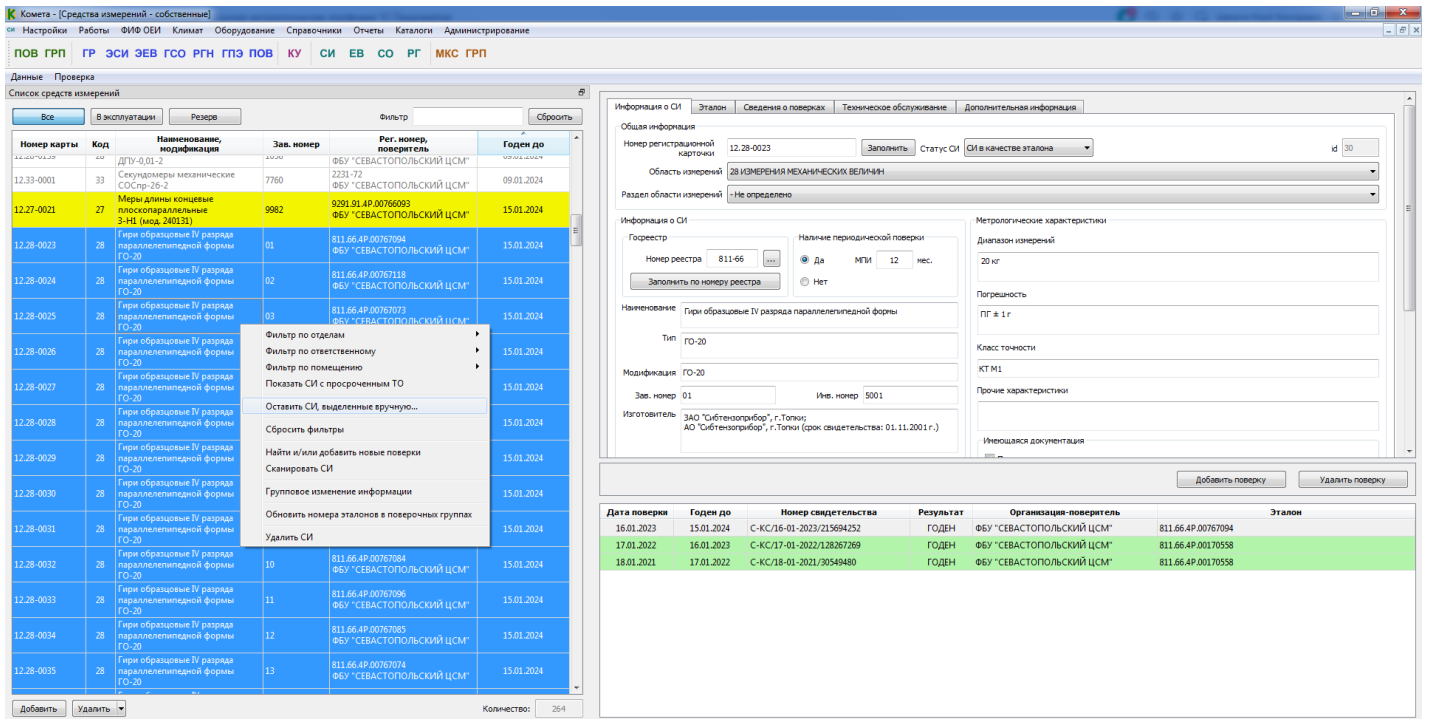 Комета - [Средства измерений - собственные]
Настройки Работы ФИФ ОЕИ Климат Оборудование Справочники Отчеты Каталоги Администрирование
ПОВ ГРП ГР ЭСИ ЭЕВ ГСО РГН ГПЭ ПОВ КУ СИ ЕВ СО РГ МКС ГРП
Данные Проверка
Список средств измерений
Все В эксплуатации Резерв Фильтр Сбросить
Номер карты Код Наименование, модификация Зав. номер Рег. номер, поверитель Годен до
ДПУ-0,01-2 ФБУ "СЕВАСТОПОЛЬСКИЙ ЦСМ"
12.33-0001 33 Секундомеры механические СОСпр-26-2 7760 2231-72 ФБУ "СЕВАСТОПОЛЬСКИЙ ЦСМ" 09.01.2024
12.27-0021 27 Меры длины концевые плоскопараллельные 3-Н1 (мод. 240131) 9982 9291.91.4Р.00766093 ФБУ "СЕВАСТОПОЛЬСКИЙ ЦСМ" 15.01.2024
12.28-0023 28 Гири образцовые IV разряда параллелепипедной формы ГО-20 01 811.66.4Р.00767094 ФБУ "СЕВАСТОПОЛЬСКИЙ ЦСМ" 15.01.2024
12.28-0024 28 Гири образцовые IV разряда параллелепипедной формы ГО-20 02 811.66.4Р.00767118 ФБУ "СЕВАСТОПОЛЬСКИЙ ЦСМ" 15.01.2024
12.28-0025 28 Гири образцовые IV разряда параллелепипедной формы ГО-20 03 811.66.4Р.00767073 ФБУ "СЕВАСТОПОЛЬСКИЙ ЦСМ" 15.01.2024
12.28-0026 28 Гири образцовые IV разряда параллелепипедной формы ГО-20 15.01.2024
12.28-0027 28 Гири образцовые IV разряда параллелепипедной формы ГО-20 15.01.2024
12.28-0028 28 Гири образцовые IV разряда параллелепипедной формы ГО-20 15.01.2024
12.28-0029 28 Гири образцовые IV разряда параллелепипедной формы ГО-20 15.01.2024
12.28-0030 28 Гири образцовые IV разряда параллелепипедной формы ГО-20 15.01.2024
12.28-0031 28 Гири образцовые IV разряда параллелепипедной формы ГО-20 15.01.2024
12.28-0032 28 Гири образцовые IV разряда параллелепипедной формы ГО-20 10 811.66.4Р.00767084 ФБУ "СЕВАСТОПОЛЬСКИЙ ЦСМ" 15.01.2024
12.28-0033 28 Гири образцовые IV разряда параллелепипедной формы ГО-20 11 811.66.4Р.00767096 ФБУ "СЕВАСТОПОЛЬСКИЙ ЦСМ" 15.01.2024
12.28-0034 28 Гири образцовые IV разряда параллелепипедной формы ГО-20 12 811.66.4Р.00767085 ФБУ "СЕВАСТОПОЛЬСКИЙ ЦСМ" 15.01.2024
12.28-0035 28 Гири образцовые IV разряда параллелепипедной формы ГО-20 13 811.66.4Р.00767074 ФБУ "СЕВАСТОПОЛЬСКИЙ ЦСМ" 15.01.2024
Добавить Удалить Количество: 264
Фильтр по отделам
Фильтр по ответственному
Фильтр по помещению
Показать СИ с просроченным ТО
Оставить СИ, выделенные вручную...
Сбросить фильтры
Найти и/или добавить новые поверки
Сканировать СИ
Групповое изменение информации
Обновить номера эталонов в поверочных группах
Удалить СИ
Информация о СИ Эталон Сведения о поверках Техническое обслуживание Дополнительная информация
Общая информация
Номер регистрационной карточки 12.28-0023 Заполнить Статус СИ СИ в качестве эталона id 30
Область измерений 28 ИЗМЕРЕНИЯ МЕХАНИЧЕСКИХ ВЕЛИЧИН
Раздел области измерений - Не определено
Информация о СИ
Госреестр Наличие периодической поверки
Номер реестра 811-66 ... Да МПИ 12 мес.
Заполнить по номеру реестра Нет
Наименование Гири образцовые IV разряда параллелепипедной формы
Тип ГО-20
Модификация ГО-20
Зав. номер 01 Инв. номер 5001
Изготовитель ЗАО "Сибтензоприбор", г.Топки;
АО "Сибтензоприбор", г.Топки (срок свидетельства: 01.11.2001 г.)
Метрологические характеристики
Диапазон измерений
20 кг
Погрешность
ПГ ± 1 г
Класс точности
КТ М1
Прочие характеристики
Имеющаяся документация
Добавить поверку Удалить поверку
Дата поверки Годен до Номер свидетельства Результат Организация-поверитель Эталон
16.01.2023 15.01.2024 С-КС/16-01-2023/215694252 ГОДЕН ФБУ "СЕВАСТОПОЛЬСКИЙ ЦСМ" 811.66.4Р.00767094
17.01.2022 16.01.2023 С-КС/17-01-2022/128267269 ГОДЕН ФБУ "СЕВАСТОПОЛЬСКИЙ ЦСМ" 811.66.4Р.00170558
18.01.2021 17.01.2022 С-КС/18-01-2021/30549480 ГОДЕН ФБУ "СЕВАСТОПОЛЬСКИЙ ЦСМ" 811.66.4Р.00170558